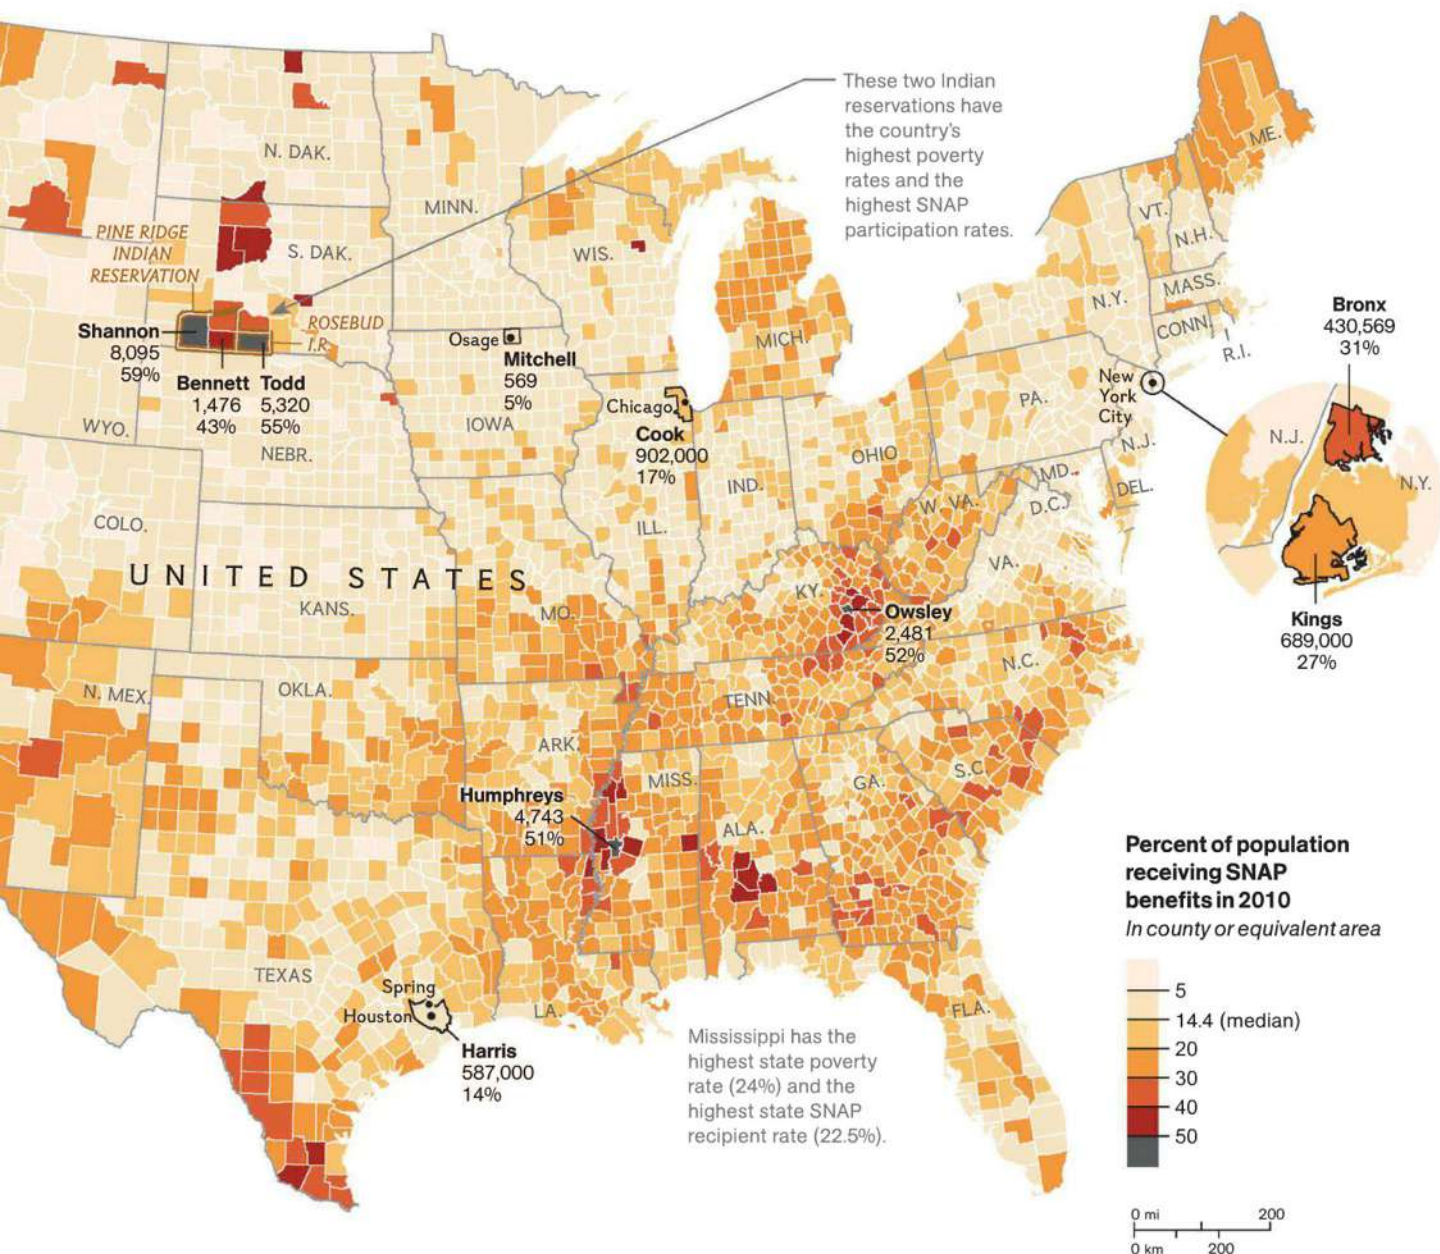 These two Indian
reservations have
the country's
highest poverty
rates and the
highest SNAP
participation rates.
ME.
N. DAK.
MINN.
VT.
N.H.
PINE RIDGE
INDIAN
RESERVATION
S. DAK.
WIS.
MASS.
N.Y.
CONN.
R.I.
Bronx
430,569
31%
Shannon
8,095
59%
ROSEBUD
I.R.
Osage
Mitchell
569
5%
MICH.
Bennett
1,476
43%
Todd
5,320
55%
New
York
City
PA.
Chicago
Cook
902,000
17%
WYO.
IOWA
NEBR.
OHIO
N.J.
N.J.
N.Y.
MD.
DEL.
IND.
W. VA.
D.C.
COLO.
ILL.
VA.
UNITED STATES
KANS.
MO.
KY.
Owsley
2,481
52%
Kings
689,000
27%
N. MEX.
OKLA.
TENN.
N.C.
ARK.
MISS.
GA.
S.C.
Humphreys
4,743
51%
ALA.
Percent of population
receiving SNAP
benefits in 2010
In county or equivalent area
TEXAS
Spring
Houston
LA.
FLA.
5
14.4 (median)
20
30
40
50
Harris
587,000
14%
Mississippi has the
highest state poverty
rate (24%) and the
highest state SNAP
recipient rate (22.5%).
0 mi 200
0 km 200